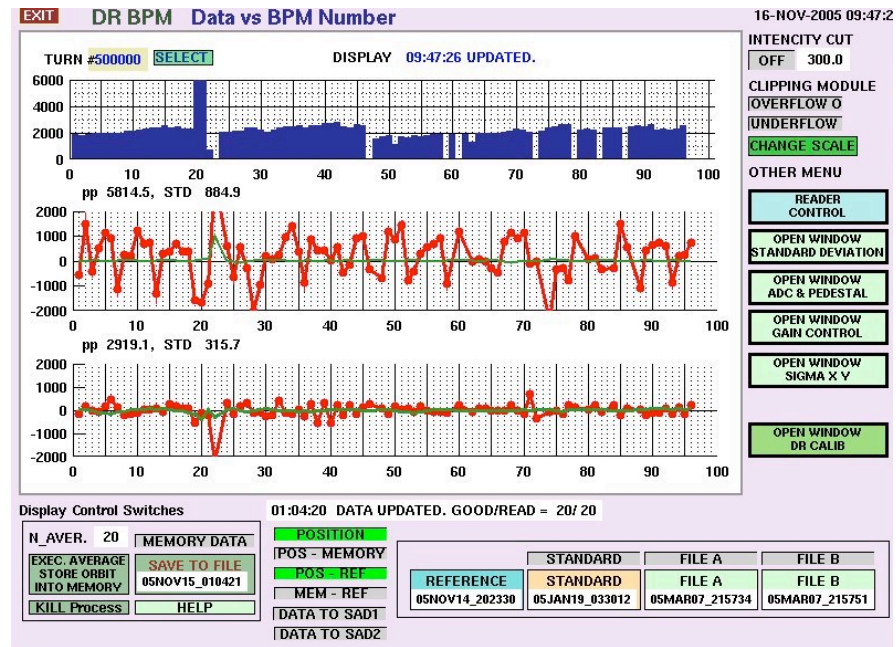 EXIT DR BPM Data vs BPM Number 16-NOV-2005 09:47:2
TURN #500000 SELECT DISPLAY 09:47:26 UPDATED.
6000
4000
2000
0
0 10 20 30 40 50 60 70 80 90 100
pp 5814.5, STD 884.9
2000
1000
0
-1000
-2000
0 10 20 30 40 50 60 70 80 90 100
pp 2919.1, STD 315.7
2000
1000
0
-1000
-2000
0 10 20 30 40 50 60 70 80 90 100
INTENCITY CUT
OFF 300.0
CLIPPING MODULE
OVERFLOW O
UNDERFLOW
CHANGE SCALE
OTHER MENU
READER
CONTROL
OPEN WINDOW
STANDARD DEVIATION
OPEN WINDOW
ADC & PEDESTAL
OPEN WINDOW
GAIN CONTROL
OPEN WINDOW
SIGMA X Y
OPEN WINDOW
DR CALIB
Display Control Switches
N_AVER. 20 MEMORY DATA
EXEC. AVERAGE
STORE ORBIT
INTO MEMORY
SAVE TO FILE
05NOV15_010421
KILL Process HELP
01:04:20 DATA UPDATED. GOOD/READ = 20/ 20
POSITION
POS - MEMORY
POS - REF
MEM - REF
DATA TO SAD1
DATA TO SAD2
STANDARD FILE A FILE B
REFERENCE STANDARD FILE A FILE B
05NOV14_202330 05JAN19_033012 05MAR07_215734 05MAR07_215751